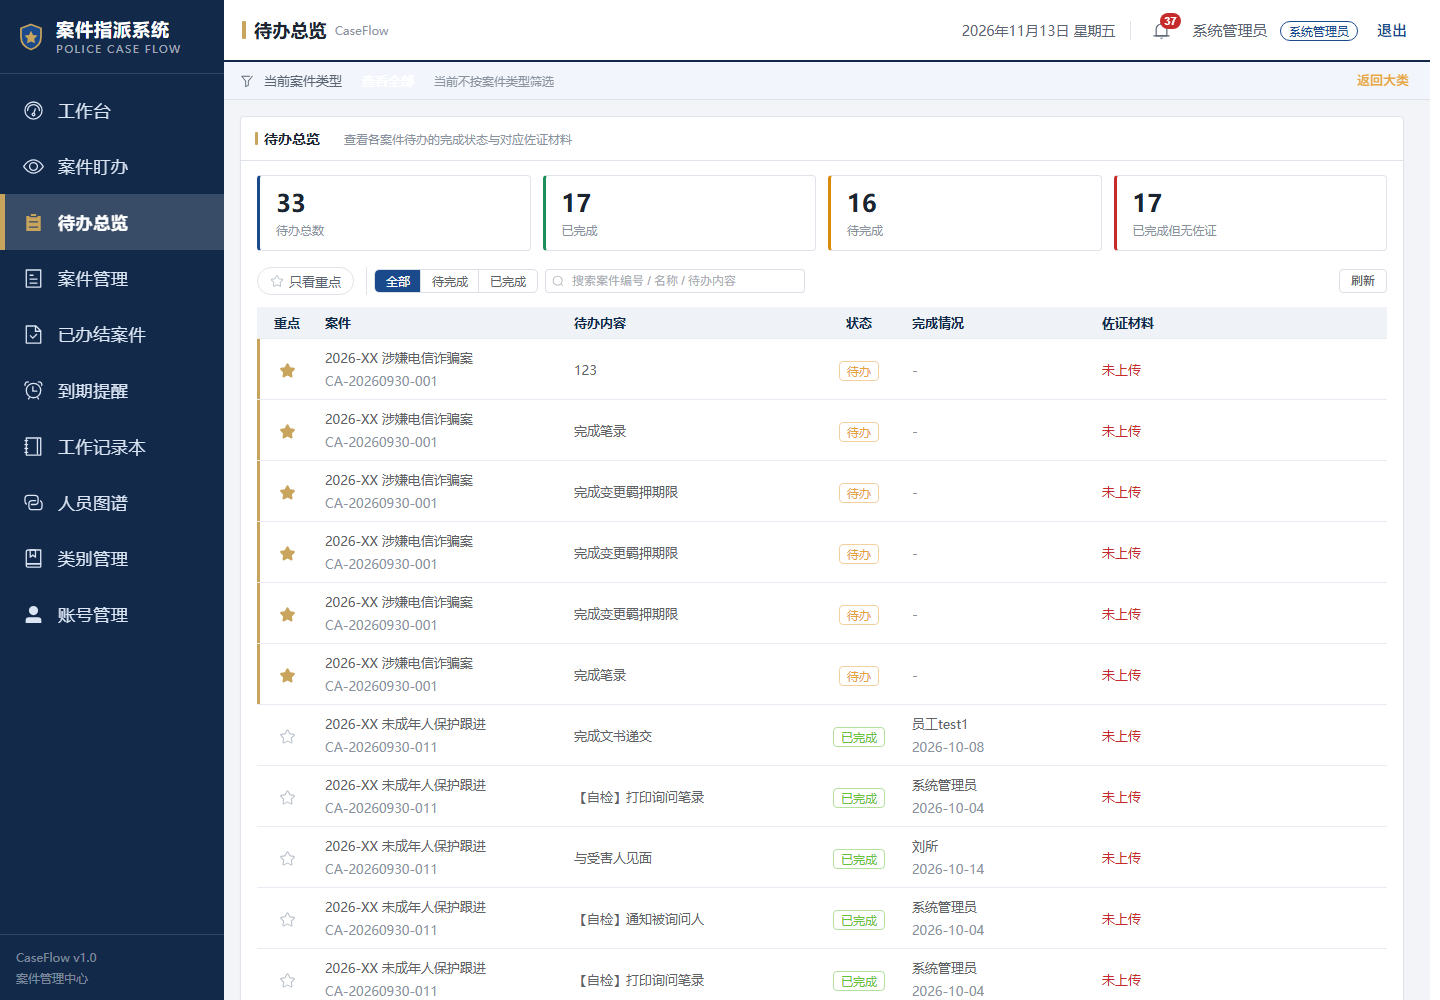 案件指派系统
POLICE CASE FLOW
工作台
案件盯办
待办总览
案件管理
已办结案件
到期提醒
工作记录本
人员图谱
类别管理
账号管理
CaseFlow v1.0
案件管理中心
待办总览 CaseFlow
2026年11月13日 星期五 37 系统管理员 系统管理员 退出
当前案件类型 查看全部 当前不按案件类型筛选 返回大类
待办总览 查看各案件待办的完成状态与对应佐证材料
33 17 16 17
待办总数 已完成 待完成 已完成但无佐证
只看重点 全部 待完成 已完成 搜索案件编号 / 名称 / 待办内容 刷新
重点 案件 待办内容 状态 完成情况 佐证材料
2026-XX 涉嫌电信诈骗案
CA-20260930-001
123 待办 - 未上传
2026-XX 涉嫌电信诈骗案
CA-20260930-001
完成笔录 待办 - 未上传
2026-XX 涉嫌电信诈骗案
CA-20260930-001
完成变更羁押期限 待办 - 未上传
2026-XX 涉嫌电信诈骗案
CA-20260930-001
完成变更羁押期限 待办 - 未上传
2026-XX 涉嫌电信诈骗案
CA-20260930-001
完成变更羁押期限 待办 - 未上传
2026-XX 涉嫌电信诈骗案
CA-20260930-001
完成笔录 待办 - 未上传
2026-XX 未成年人保护跟进
CA-20260930-011
完成文书递交 已完成 员工test1
2026-10-08
未上传
2026-XX 未成年人保护跟进
CA-20260930-011
【自检】打印询问笔录 已完成 系统管理员
2026-10-04
未上传
2026-XX 未成年人保护跟进
CA-20260930-011
与受害人见面 已完成 刘所
2026-10-14
未上传
2026-XX 未成年人保护跟进
CA-20260930-011
【自检】通知被询问人 已完成 系统管理员
2026-10-04
未上传
2026-XX 未成年人保护跟进
CA-20260930-011
【自检】打印询问笔录 已完成 系统管理员
2026-10-04
未上传